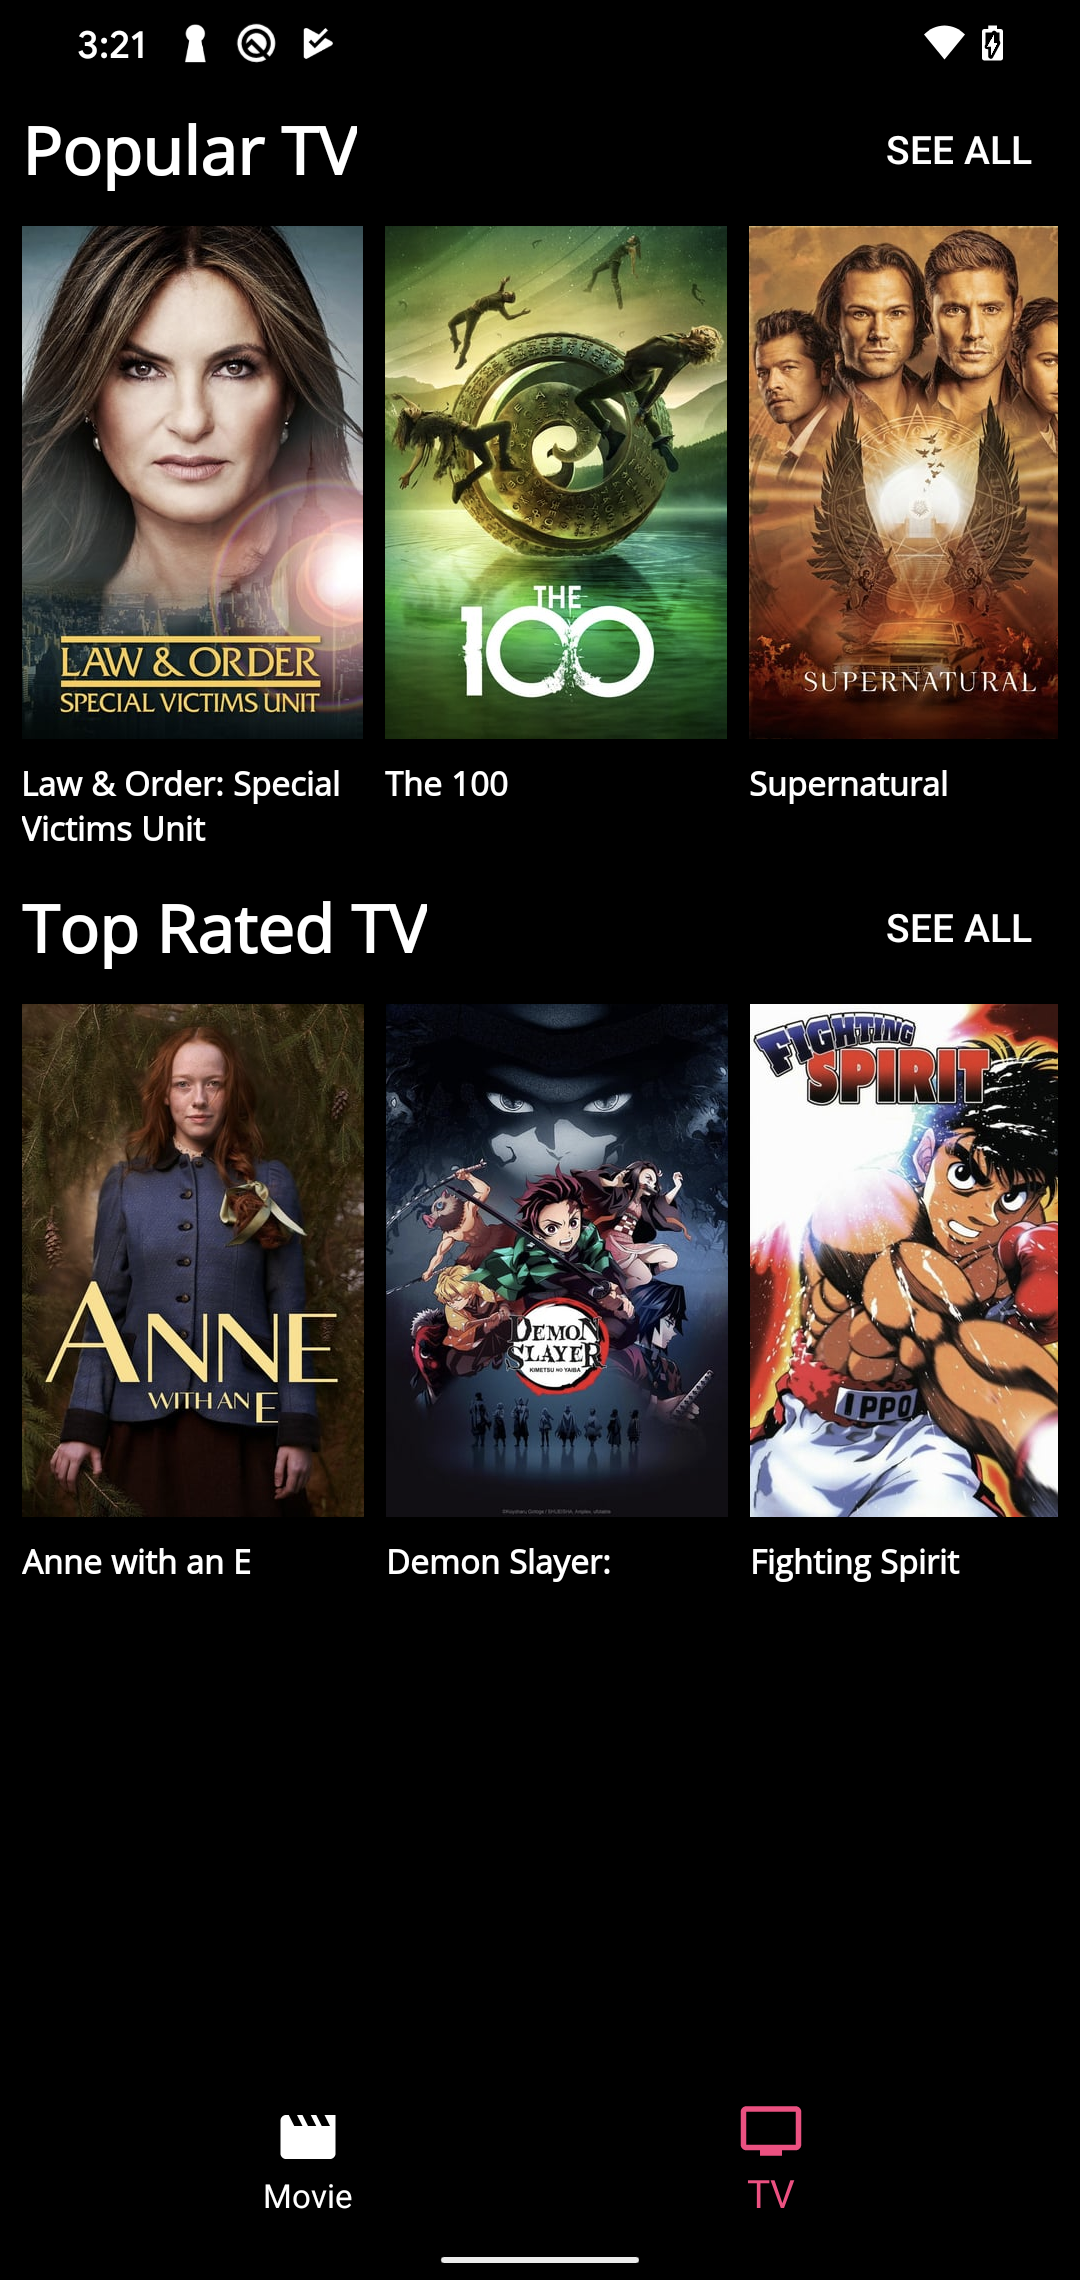 3:21
Popular TV
SEE ALL
LAW & ORDER
SPECIAL VICTIMS UNIT
THE
100
SUPERNATURAL
Law & Order: Special
Victims Unit
The 100
Supernatural
Top Rated TV
SEE ALL
ANNE
WITH AN E
DEMON
SLAYER
KIMETSU NO YAIBA
FIGHTING
SPIRIT
IPPO
Anne with an E
Demon Slayer:
Fighting Spirit
Movie
TV